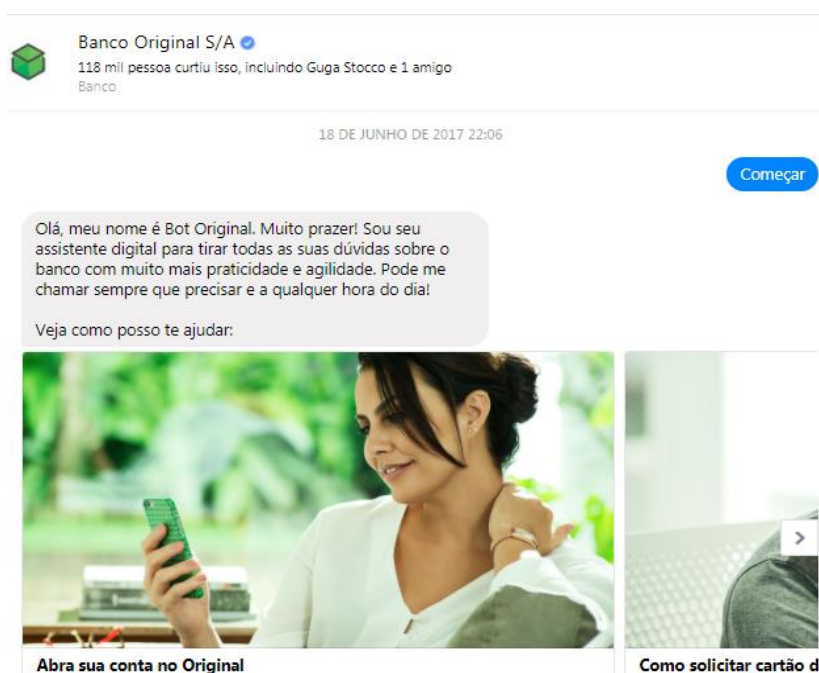 Banco Original S/A
118 mil pessoa curtiu isso, incluindo Guga Stocco e 1 amigo
Banco
18 DE JUNHO DE 2017 22:06
Começar
Olá, meu nome é Bot Original. Muito prazer! Sou seu
assistente digital para tirar todas as suas dúvidas sobre o
banco com muito mais praticidade e agilidade. Pode me
chamar sempre que precisar e a qualquer hora do dia!
Veja como posso te ajudar:
Abra sua conta no Original
Como solicitar cartão d